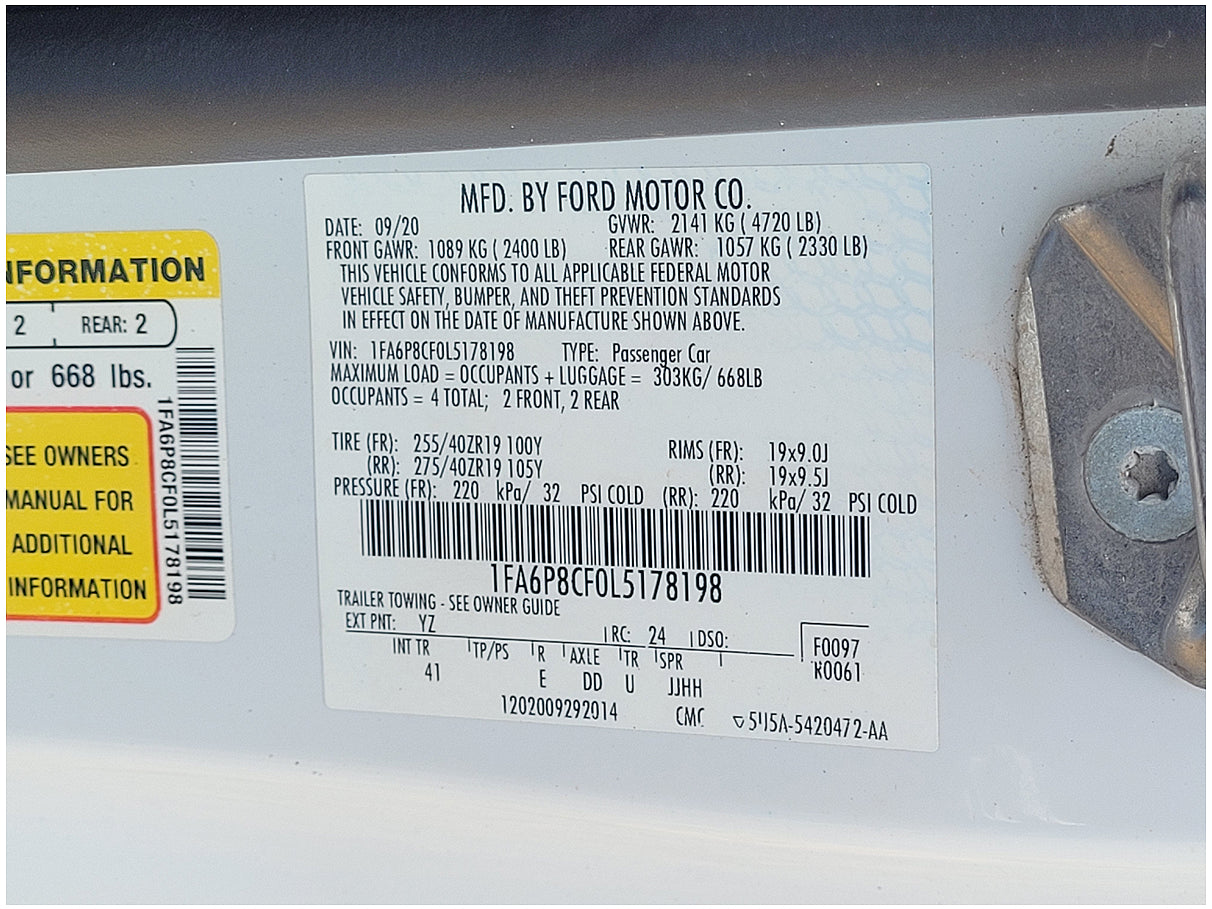 NFORMATION
2 REAR: 2
or 668 lbs.
SEE OWNERS
MANUAL FOR
ADDITIONAL
INFORMATION
1FA6P8CF0L5178198
MFD. BY FORD MOTOR CO.
DATE: 09/20 GVWR: 2141 KG ( 4720 LB)
FRONT GAWR: 1089 KG ( 2400 LB) REAR GAWR: 1057 KG ( 2330 LB)
THIS VEHICLE CONFORMS TO ALL APPLICABLE FEDERAL MOTOR
VEHICLE SAFETY, BUMPER, AND THEFT PREVENTION STANDARDS
IN EFFECT ON THE DATE OF MANUFACTURE SHOWN ABOVE.
VIN: 1FA6P8CF0L5178198 TYPE: Passenger Car
MAXIMUM LOAD = OCCUPANTS + LUGGAGE = 303KG/ 668LB
OCCUPANTS = 4 TOTAL; 2 FRONT, 2 REAR
TIRE (FR): 255/40ZR19 100Y RIMS (FR): 19x9.0J
(RR): 275/40ZR19 105Y (RR): 19x9.5J
PRESSURE (FR): 220 kPa/ 32 PSI COLD (RR): 220 kPa/ 32 PSI COLD
1FA6P8CF0L5178198
TRAILER TOWING - SEE OWNER GUIDE
EXT PNT: YZ RC: 24 DSO: F0097
INT TR TP/PS R AXLE TR SPR R0061
41 E DD U JJHH
1202009292014 CMC